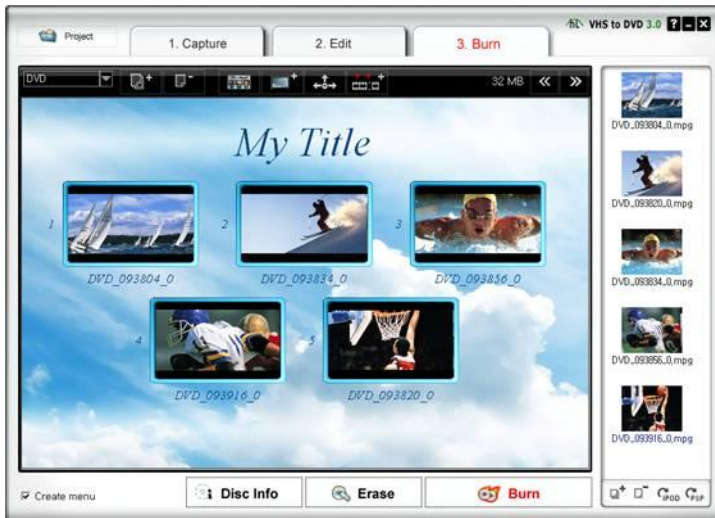 Project
1. Capture
2. Edit
3. Burn
VHS to DVD 3.0
DVD
32 MB
My Title
1
DVD_093804_0
2
DVD_093834_0
3
DVD_093856_0
4
DVD_093916_0
5
DVD_093820_0
DVD_093804_0.mpg
DVD_093820_0.mpg
DVD_093834_0.mpg
DVD_093856_0.mpg
DVD_093916_0.mpg
Create menu
Disc Info
Erase
Burn
iPOD
PSP